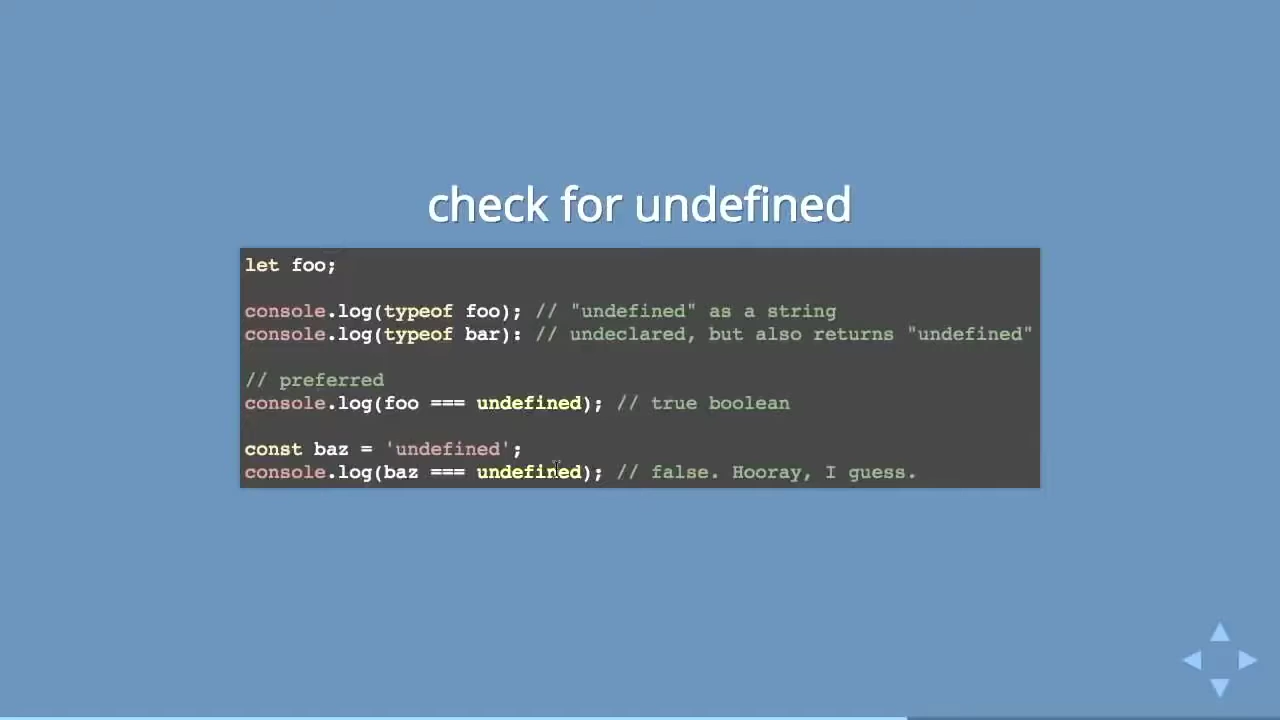 check for undefined
let foo;
console.log(typeof foo); // "undefined" as a string
console.log(typeof bar): // undeclared, but also returns "undefined"
// preferred
console.log(foo === undefined); // true boolean
const baz = 'undefined';
console.log(baz === undefined); // false. Hooray, I guess.